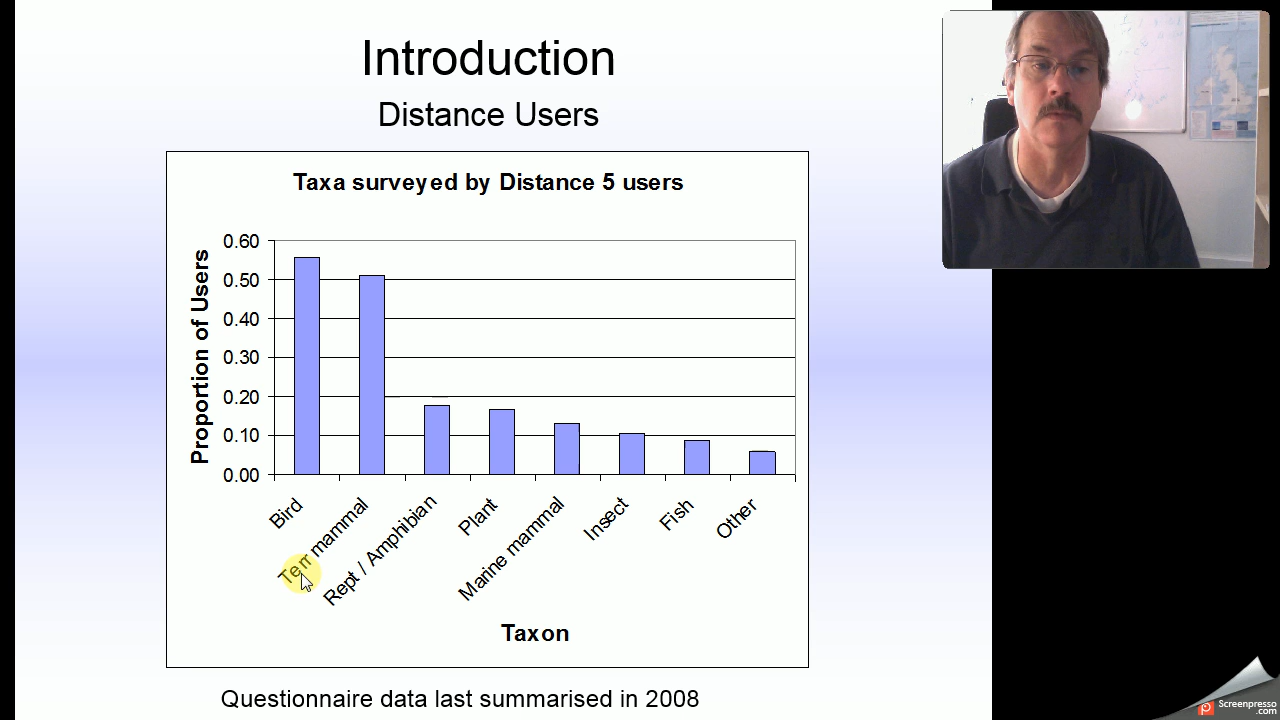 Introduction
Distance Users
Taxa surveyed by Distance 5 users
Proportion of Users
0.60
0.50
0.40
0.30
0.20
0.10
0.00
Bird
Terr mammal
Rept / Amphibian
Plant
Marine mammal
Insect
Fish
Other
Taxon
Questionnaire data last summarised in 2008
Screenpresso
.com